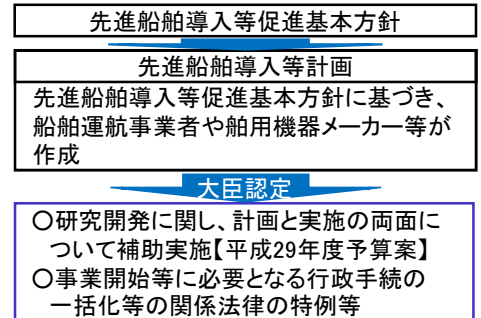 先進船舶導入等促進基本方針
先進船舶導入等計画
先進船舶導入等促進基本方針に基づき、
船舶運航事業者や舶用機器メーカー等が
作成
大臣認定
○研究開発に関し、計画と実施の両面に
ついて補助実施【平成29年度予算案】
○事業開始等に必要となる行政手続の
一括化等の関係法律の特例等